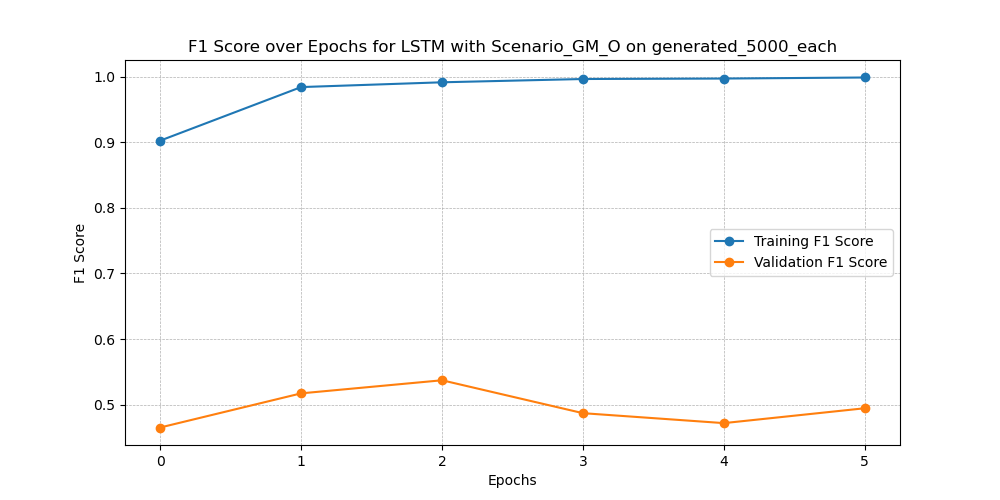 F1 Score over Epochs for LSTM with Scenario_GM_O on generated_5000_each
1.0
0.9
0.8
0.7
0.6
0.5
F1 Score
Training F1 Score
Validation F1 Score
0 1 2 3 4 5
Epochs